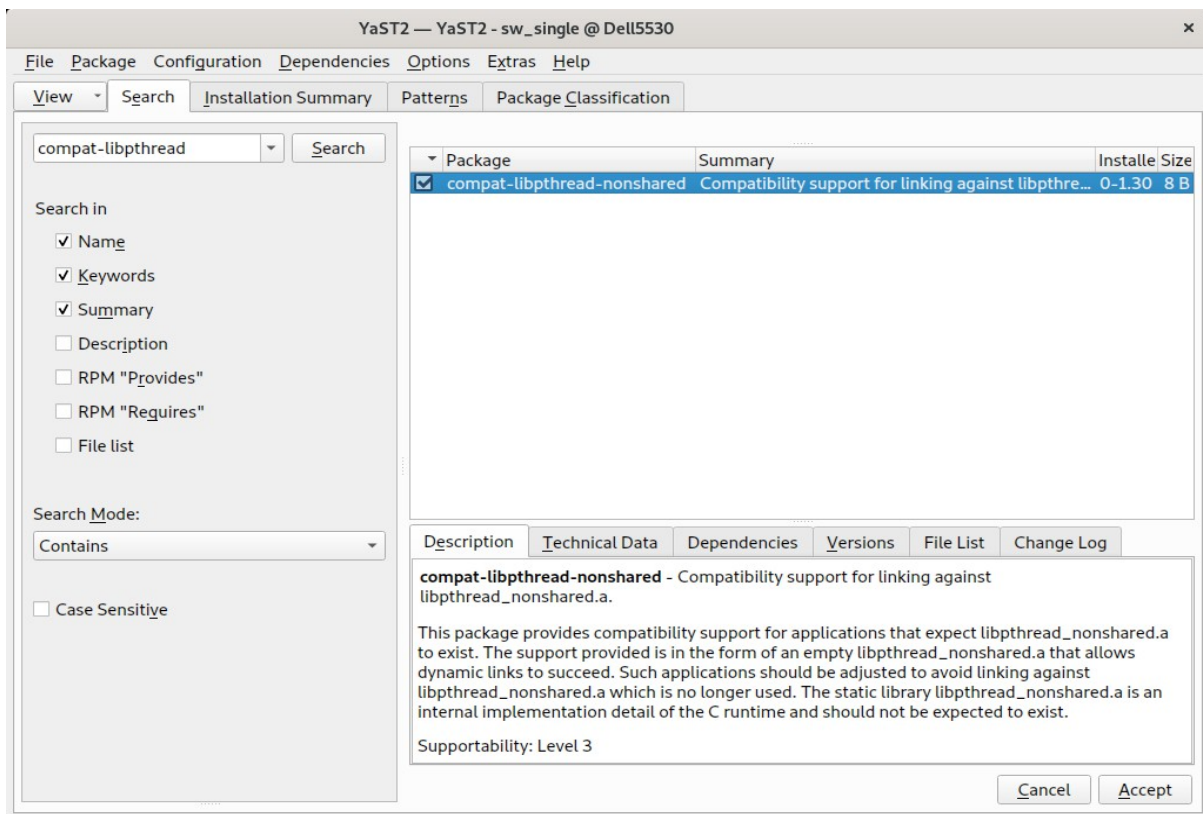 YaST2 — YaST2 - sw_single @ Dell5530 ×
File Package Configuration Dependencies Options Extras Help
View Search Installation Summary Patterns Package Classification
compat-libpthread Search
Search in
Name
Keywords
Summary
Description
RPM "Provides"
RPM "Requires"
File list
Search Mode:
Contains
Case Sensitive
Package Summary Installe Size
compat-libpthread-nonshared Compatibility support for linking against libpthre... 0-1.30 8 B
Description Technical Data Dependencies Versions File List Change Log
compat-libpthread-nonshared - Compatibility support for linking against
libpthread_nonshared.a.
This package provides compatibility support for applications that expect libpthread_nonshared.a
to exist. The support provided is in the form of an empty libpthread_nonshared.a that allows
dynamic links to succeed. Such applications should be adjusted to avoid linking against
libpthread_nonshared.a which is no longer used. The static library libpthread_nonshared.a is an
internal implementation detail of the C runtime and should not be expected to exist.
Supportability: Level 3
Cancel Accept